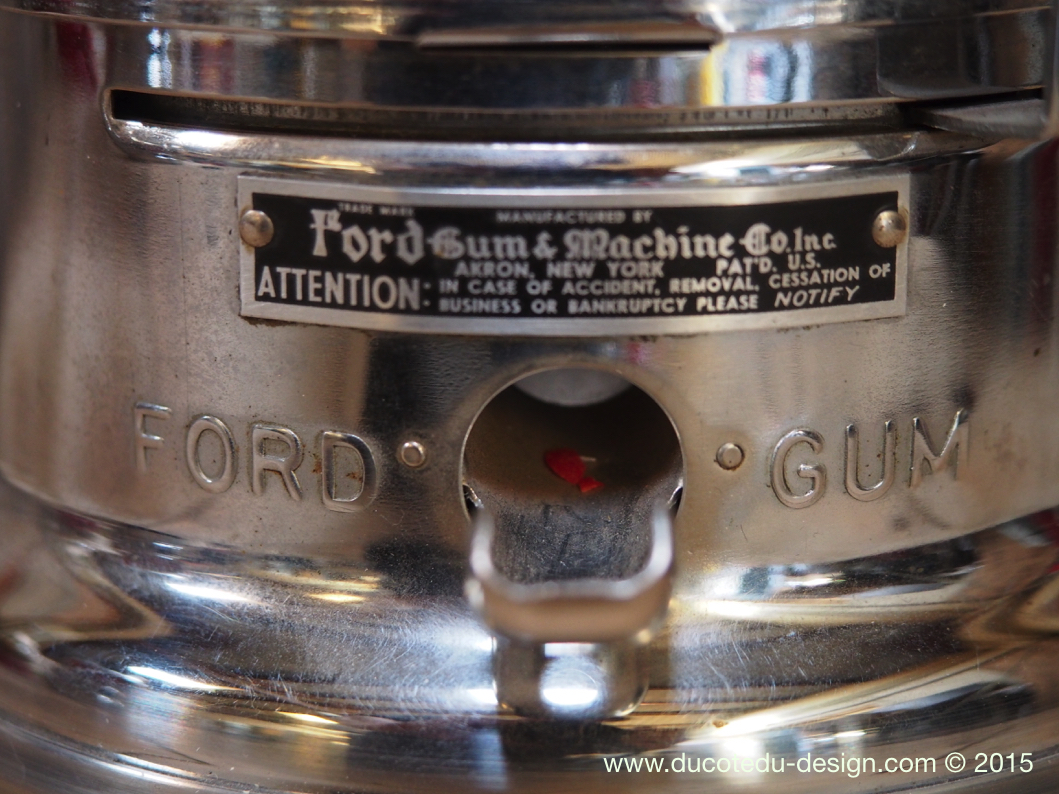 TRADE MARK
MANUFACTURED BY
Ford Gum & Machine Co. Inc.
AKRON, NEW YORK PAT'D. U.S.
ATTENTION: IN CASE OF ACCIDENT, REMOVAL, CESSATION OF
BUSINESS OR BANKRUPTCY PLEASE NOTIFY
FORD GUM
www.ducotedu-design.com © 2015